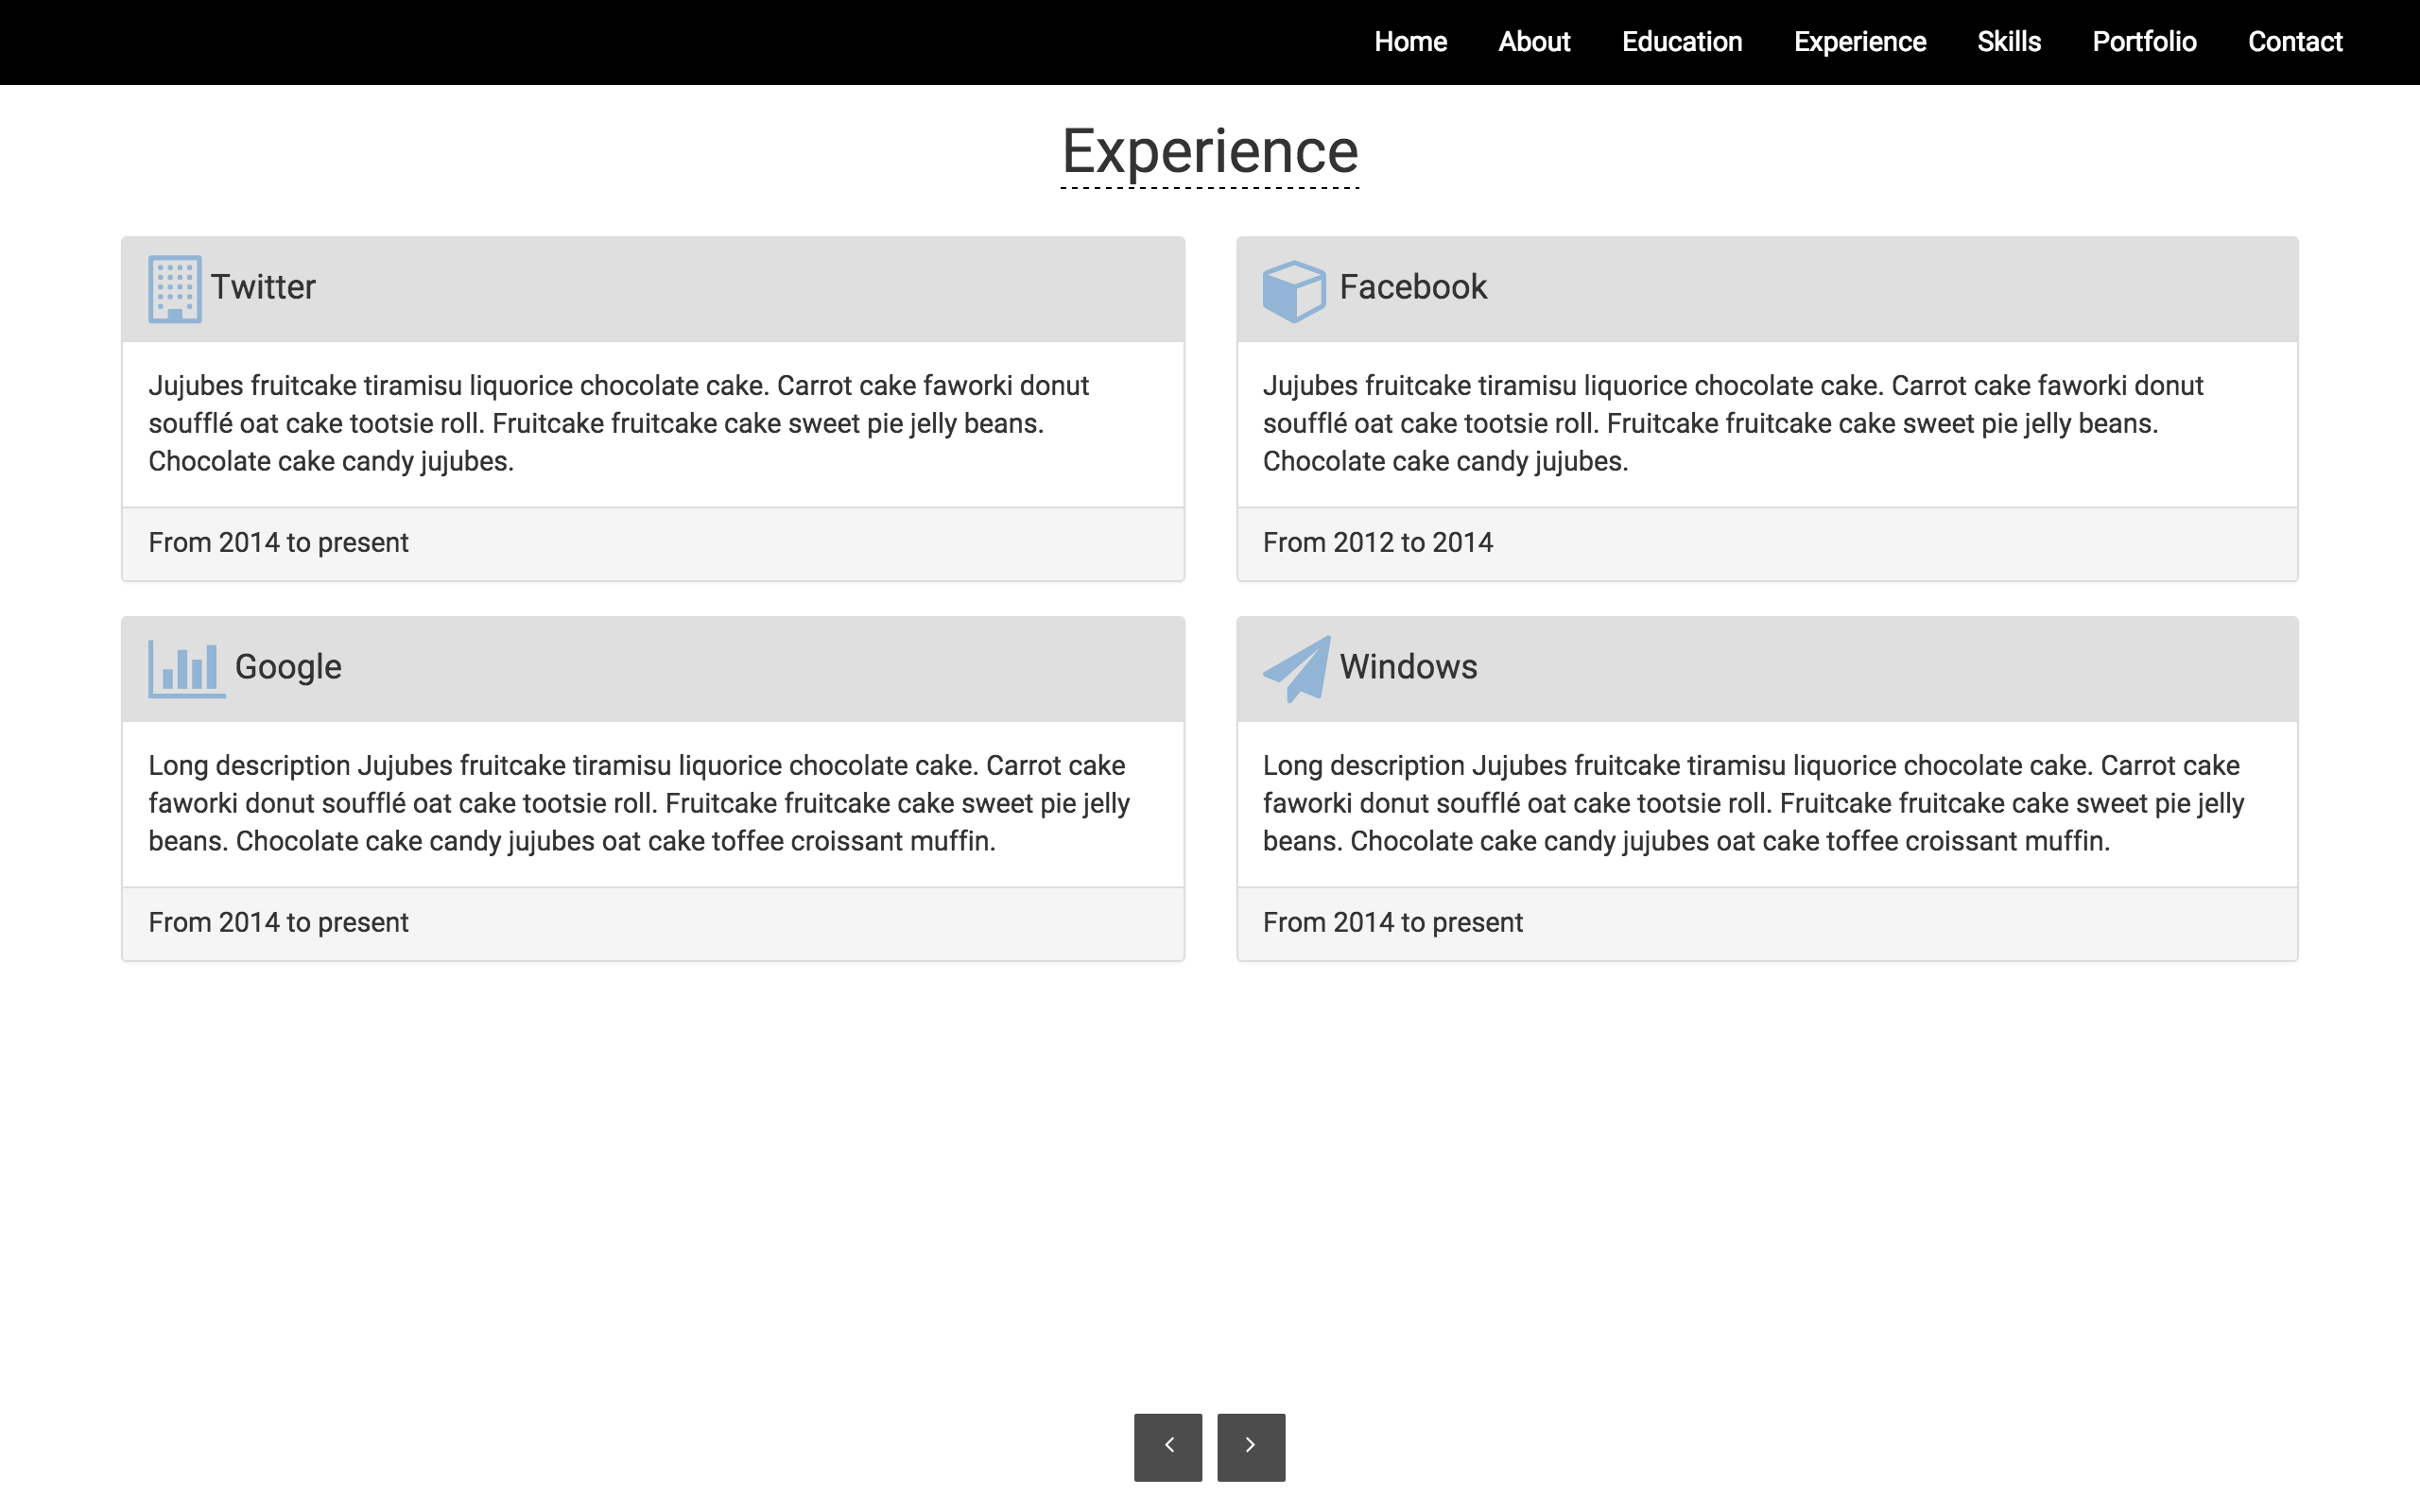 Home About Education Experience Skills Portfolio Contact
Experience
Twitter
Jujubes fruitcake tiramisu liquorice chocolate cake. Carrot cake faworki donut
soufflé oat cake tootsie roll. Fruitcake fruitcake cake sweet pie jelly beans.
Chocolate cake candy jujubes.
From 2014 to present
Facebook
Jujubes fruitcake tiramisu liquorice chocolate cake. Carrot cake faworki donut
soufflé oat cake tootsie roll. Fruitcake fruitcake cake sweet pie jelly beans.
Chocolate cake candy jujubes.
From 2012 to 2014
Google
Long description Jujubes fruitcake tiramisu liquorice chocolate cake. Carrot cake
faworki donut soufflé oat cake tootsie roll. Fruitcake fruitcake cake sweet pie jelly
beans. Chocolate cake candy jujubes oat cake toffee croissant muffin.
From 2014 to present
Windows
Long description Jujubes fruitcake tiramisu liquorice chocolate cake. Carrot cake
faworki donut soufflé oat cake tootsie roll. Fruitcake fruitcake cake sweet pie jelly
beans. Chocolate cake candy jujubes oat cake toffee croissant muffin.
From 2014 to present